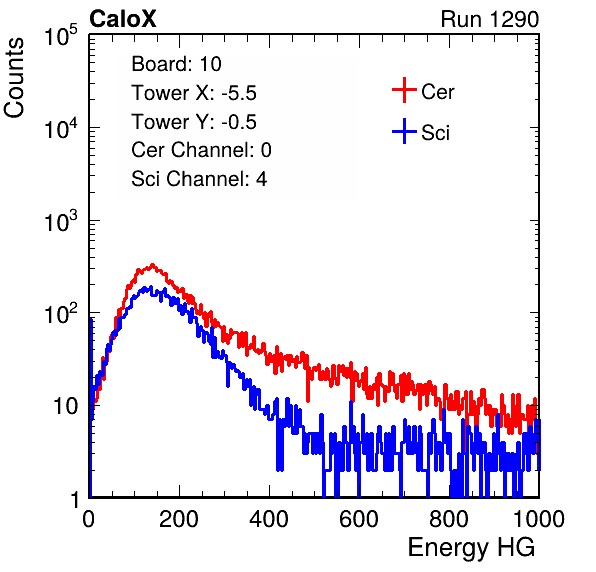 CaloX Run 1290
Counts
Board: 10
Tower X: -5.5
Tower Y: -0.5
Cer Channel: 0
Sci Channel: 4
Cer
Sci
10^5
10^4
10^3
10^2
10
1
0 200 400 600 800 1000
Energy HG